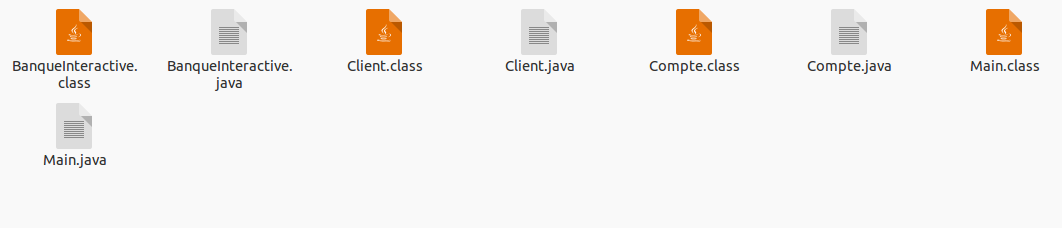 BanqueInteractive.
class
BanqueInteractive.
java
Client.class
Client.java
Compte.class
Compte.java
Main.class
Main.java